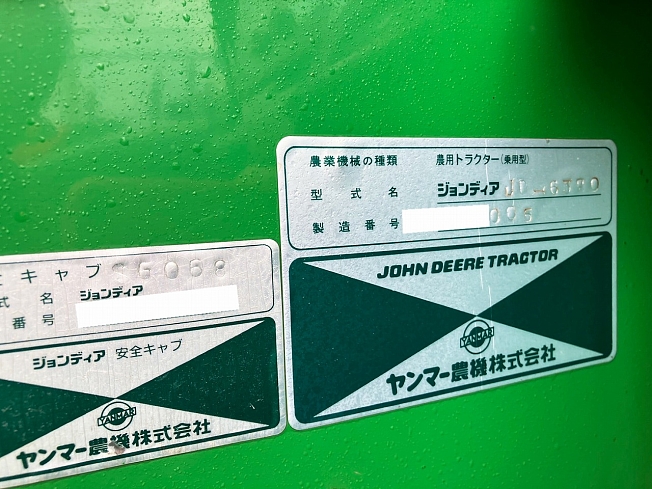 農業機械の種類 農用トラクター(乗用型)
型式名 ジョンディア
製造番号 006
JOHN DEERE TRACTOR
YANMAR
ヤンマー農機株式会社
キャブ
式名 ジョンディア
番号
ジョンディア 安全キャブ
YANMAR
ヤンマー農機株式会社